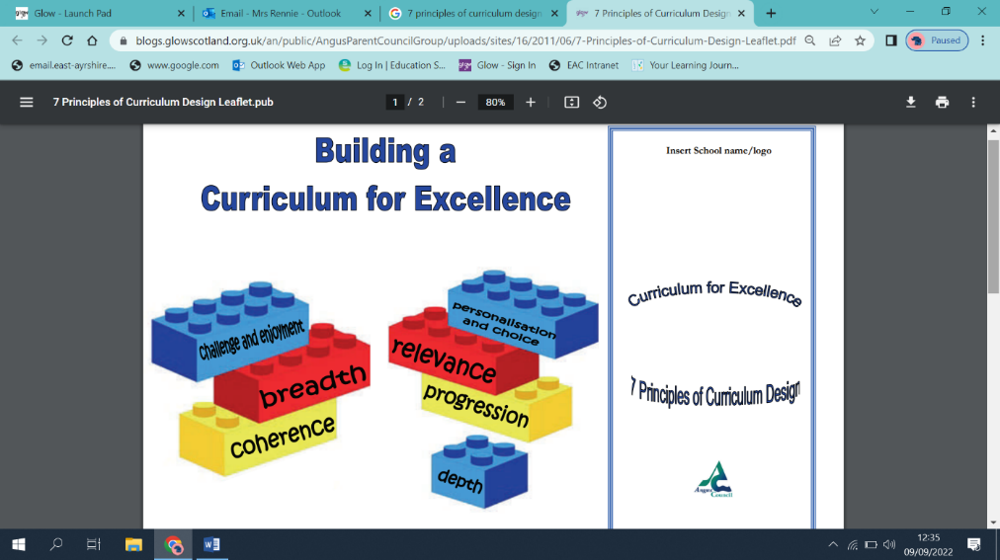 Glow - Launch Pad
Email - Mrs Rennie - Outlook
7 principles of curriculum design
7 Principles of Curriculum Design
blogs.glowscotland.org.uk/an/public/AngusParentCouncilGroup/uploads/sites/16/2011/06/7-Principles-of-Curriculum-Design-Leaflet.pdf
Paused
email.east-ayrshire....
www.google.com
Outlook Web App
Log In | Education S...
Glow - Sign In
EAC Intranet
Your Learning Journ...
7 Principles of Curriculum Design Leaflet.pub
1 / 2
80%
Building a
Curriculum for Excellence
challenge and enjoyment
breadth
coherence
personalisation
and choice
relevance
progression
depth
Insert School name/logo
Curriculum for Excellence
7 Principles of Curriculum Design
Angus
Council
12:35
09/09/2022